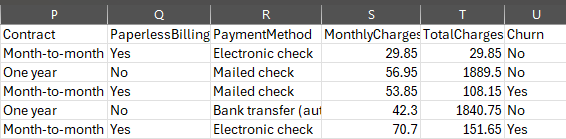 P Q R S T U
Contract PaperlessBilling PaymentMethod MonthlyCharges TotalCharges Churn
Month-to-month Yes Electronic check 29.85 29.85 No
One year No Mailed check 56.95 1889.5 No
Month-to-month Yes Mailed check 53.85 108.15 Yes
One year No Bank transfer (aut 42.3 1840.75 No
Month-to-month Yes Electronic check 70.7 151.65 Yes